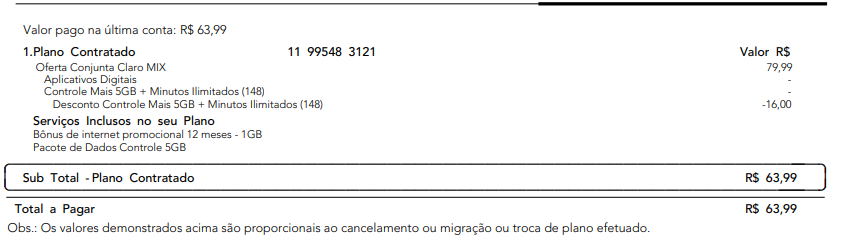 Valor pago na última conta: R$ 63,99
1.Plano Contratado 11 99548 3121 Valor R$
Oferta Conjunta Claro MIX 79,99
Aplicativos Digitais -
Controle Mais 5GB + Minutos Ilimitados (148) -
Desconto Controle Mais 5GB + Minutos Ilimitados (148) -16,00
Serviços Inclusos no seu Plano
Bônus de internet promocional 12 meses - 1GB
Pacote de Dados Controle 5GB
Sub Total - Plano Contratado R$ 63,99
Total a Pagar R$ 63,99
Obs.: Os valores demonstrados acima são proporcionais ao cancelamento ou migração ou troca de plano efetuado.